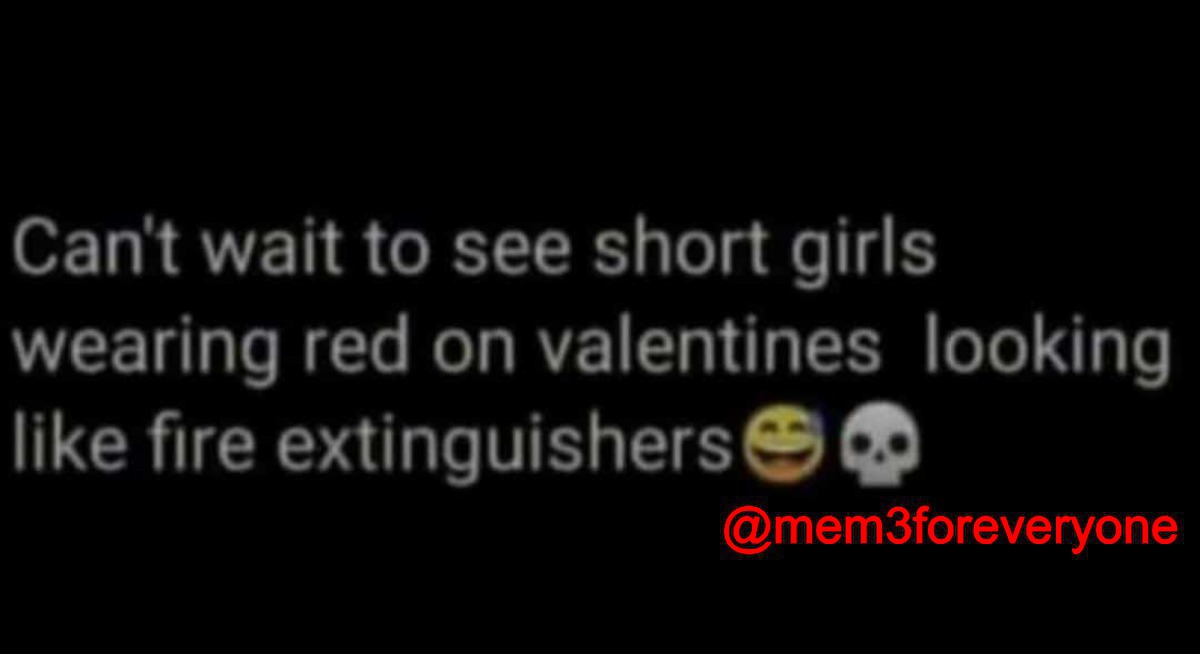 Can't wait to see short girls
wearing red on valentines  looking
like fire extinguishers😅💀
@mem3foreveryone